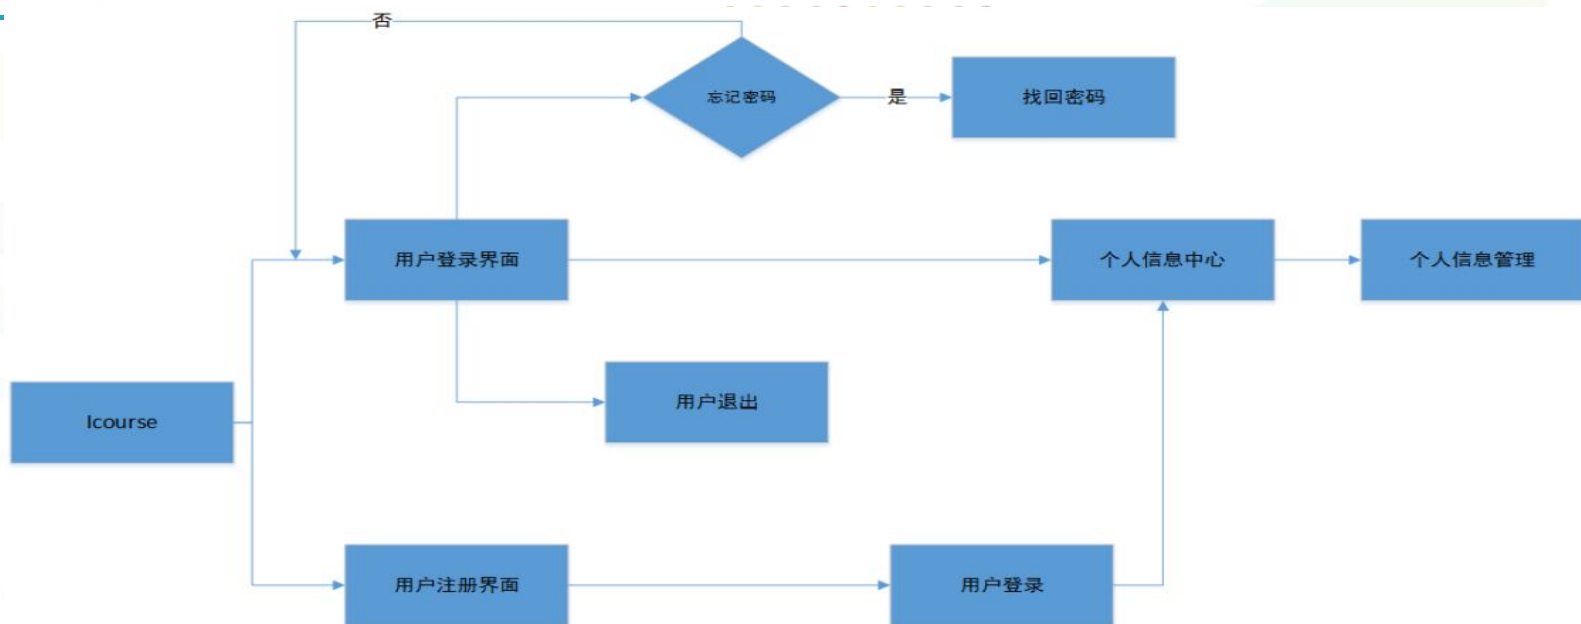 否
忘记密码
是
找回密码
用户登录界面
个人信息中心
个人信息管理
用户退出
Icourse
用户注册界面
用户登录